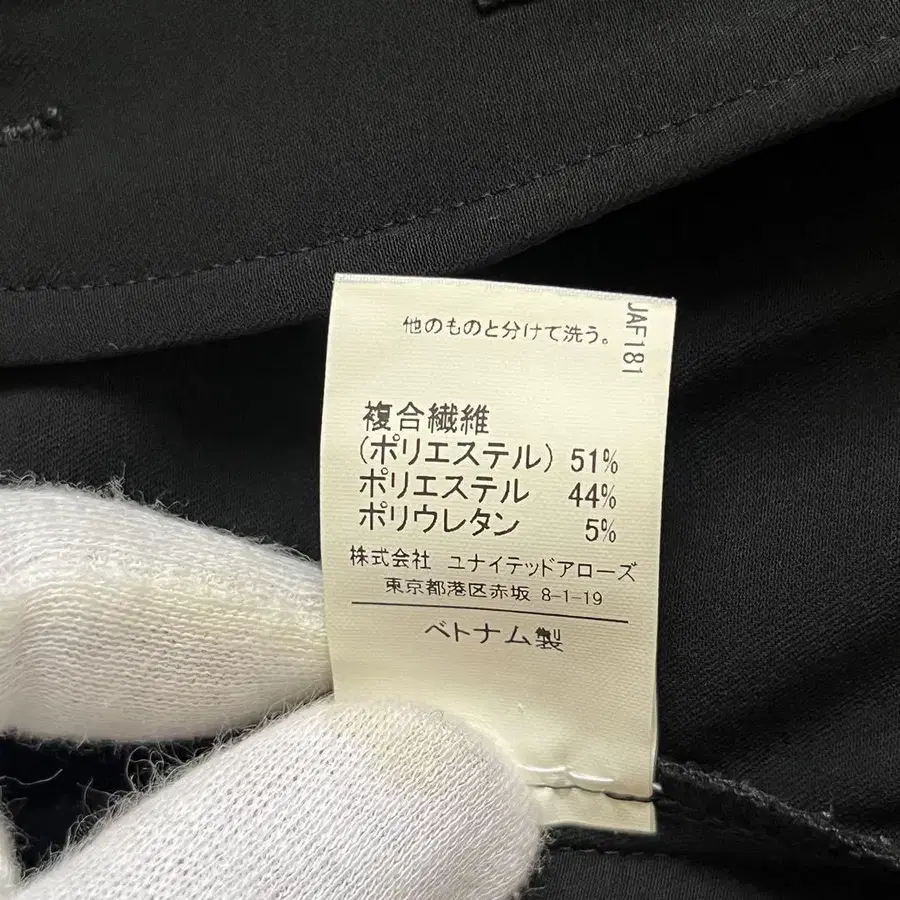 他のものと分けて洗う。
JAF181
複合繊維
(ポリエステル) 51%
ポリエステル 44%
ポリウレタン 5%
株式会社 ユナイテッドアローズ
東京都港区赤坂 8-1-19
ベトナム製